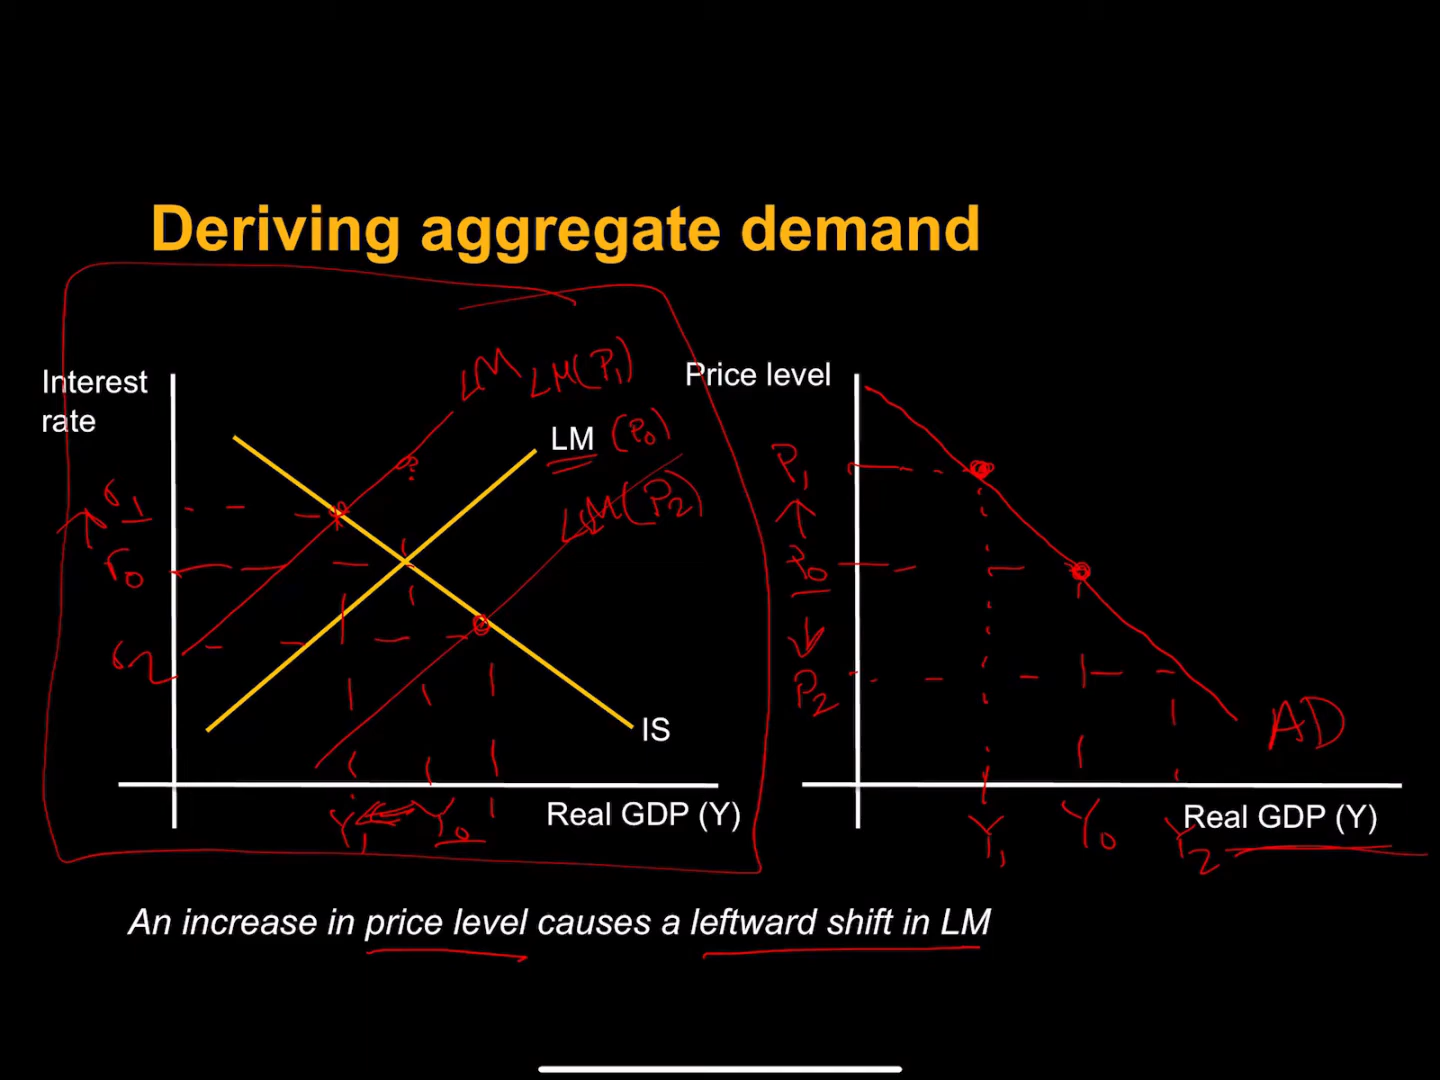 Deriving aggregate demand
Interest
rate
LM LM(P1)
LM (P0)
LM(P2)
r1
r0
r2
IS
Y1 Y0
Real GDP (Y)
Price level
P1
P0
P2
AD
Y1 Y0 Y2
Real GDP (Y)
An increase in price level causes a leftward shift in LM